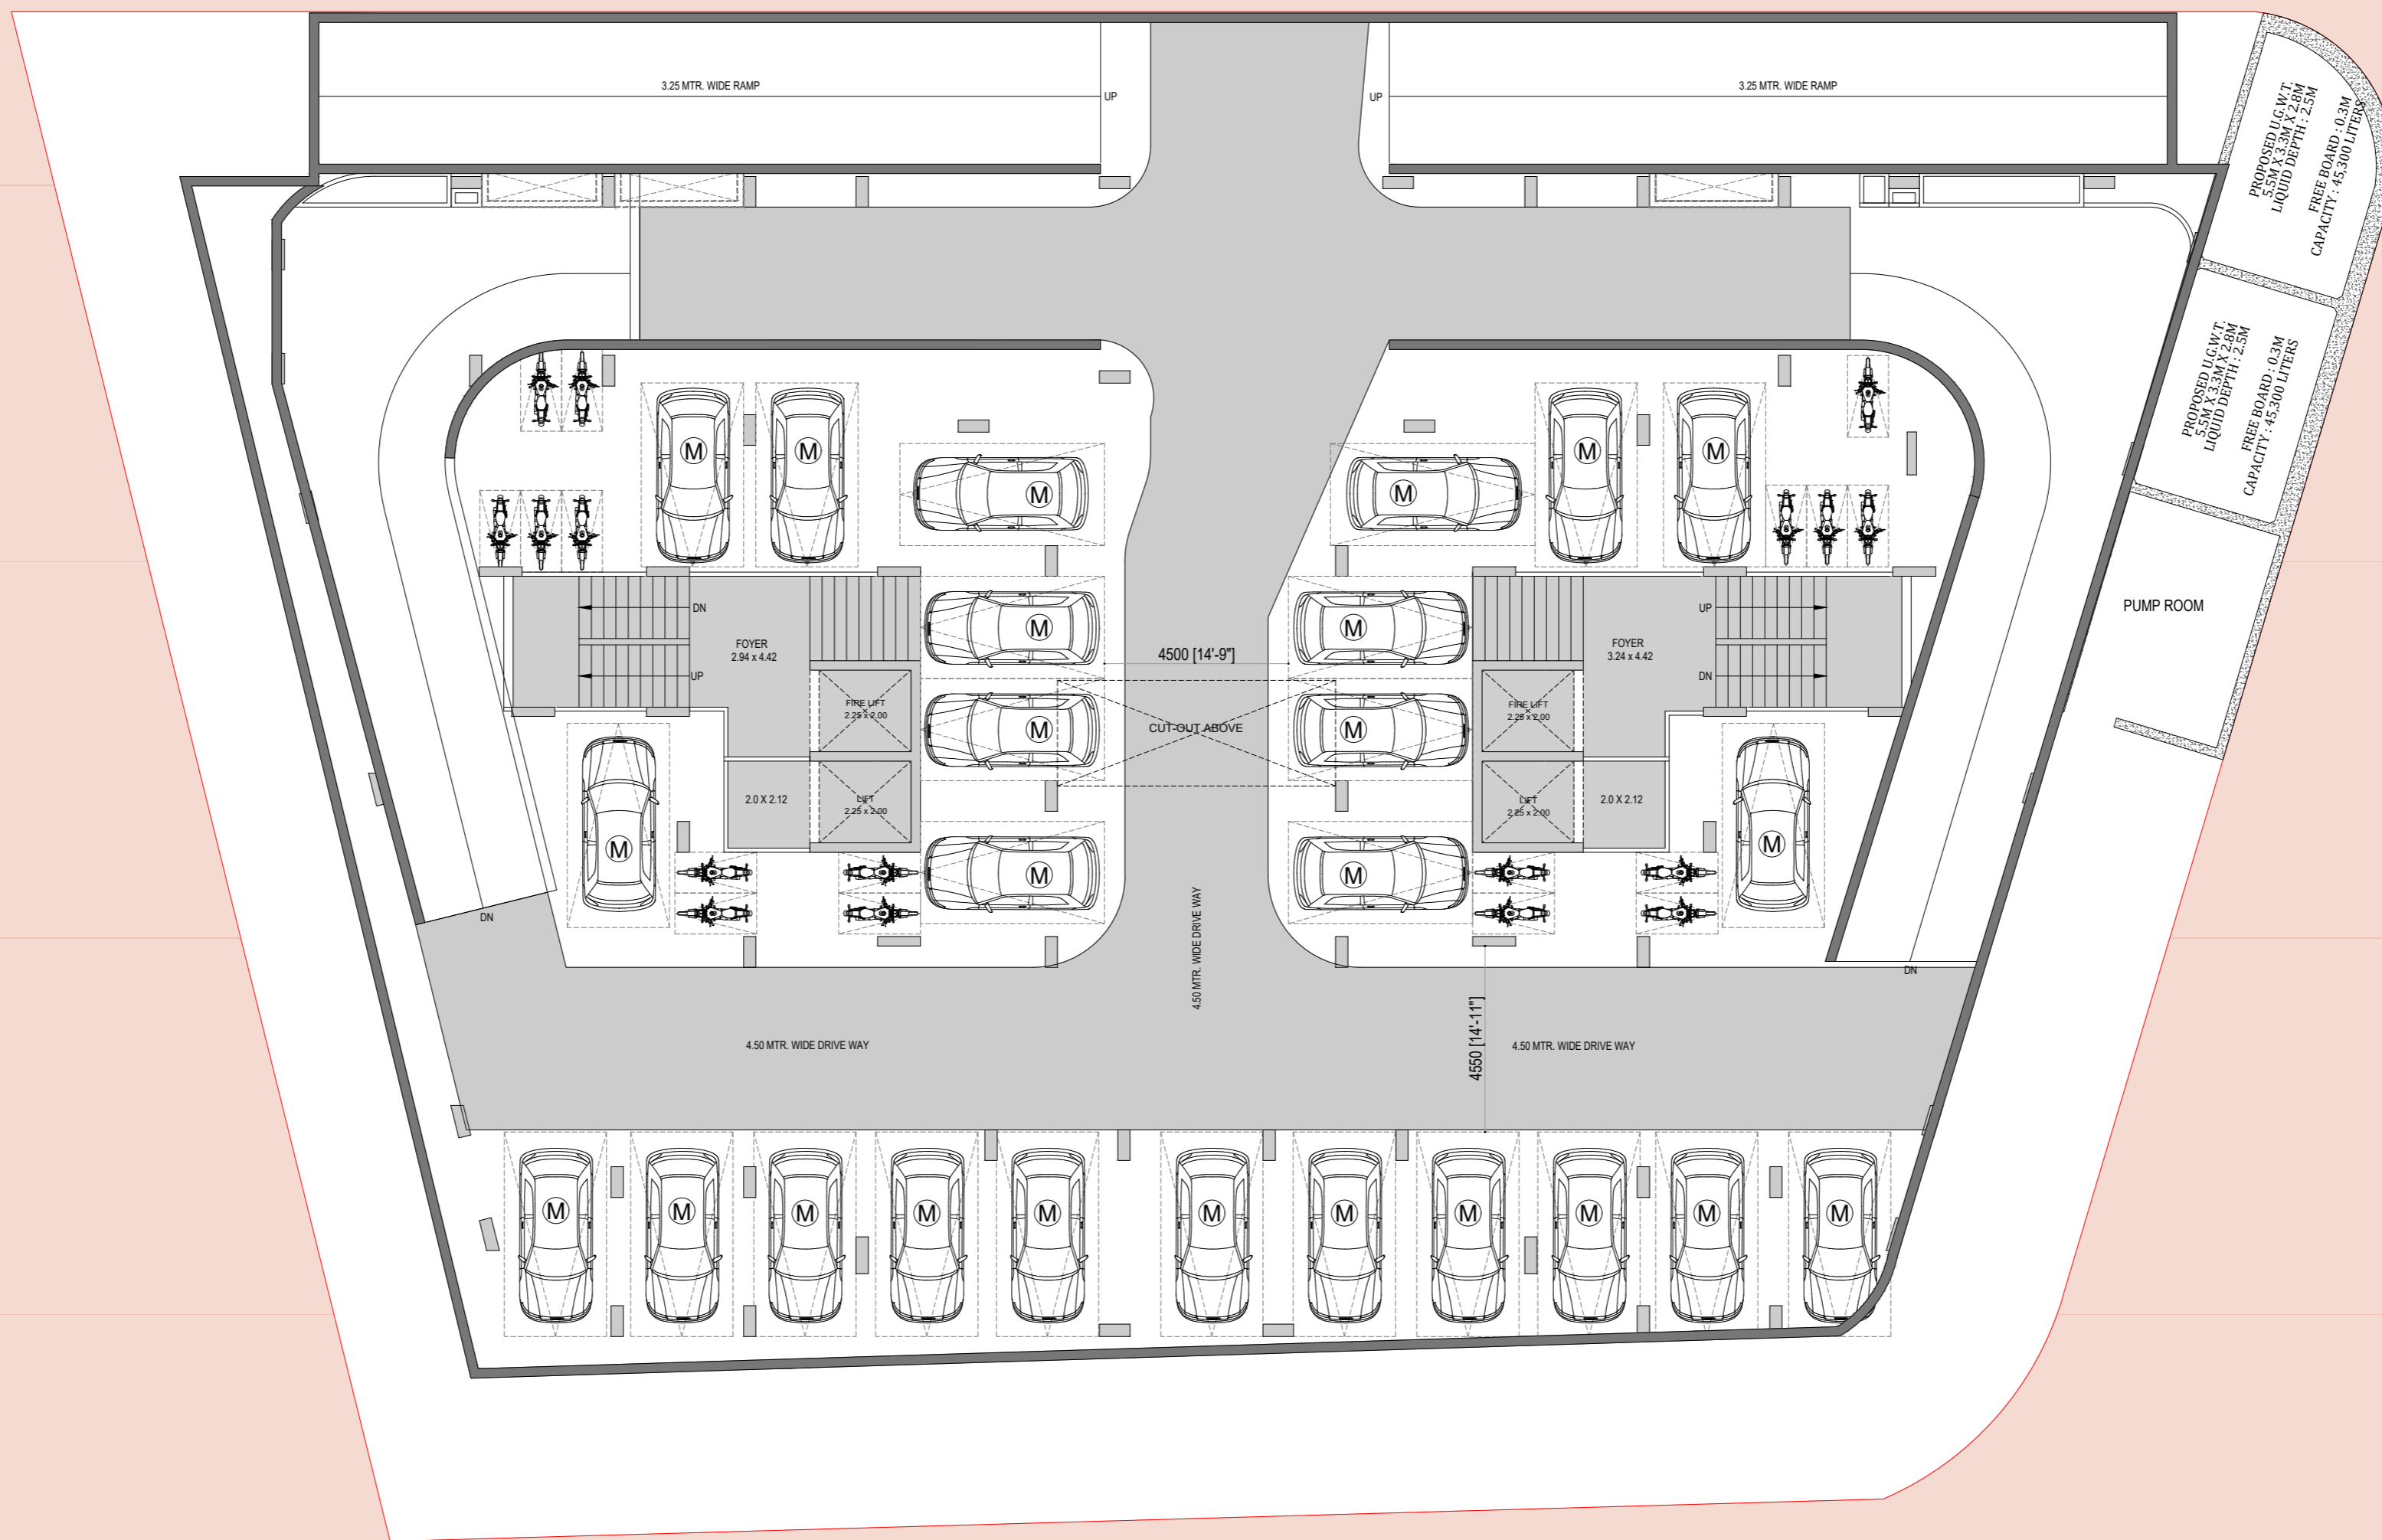 3.25 MTR. WIDE RAMP
UP
UP
3.25 MTR. WIDE RAMP
PROPOSED U.G.W.T.
5.5M X 3.3M X 2.8M
LIQUID DEPTH : 2.5M
FREE BOARD : 0.3M
CAPACITY : 45,300 LITERS
PROPOSED U.G.W.T.
5.5M X 3.3M X 2.8M
LIQUID DEPTH : 2.5M
FREE BOARD : 0.3M
CAPACITY : 45,300 LITERS
PUMP ROOM
M
M
M
M
M
M
DN
UP
FOYER
2.94 x 4.42
M
4500 [14'-9"]
M
FOYER
3.24 x 4.42
UP
DN
FIRE LIFT
2.25 x 2.00
M
CUT-OUT ABOVE
M
FIRE LIFT
2.25 x 2.00
M
2.0 X 2.12
LIFT
2.25 x 2.00
M
M
LIFT
2.25 x 2.00
2.0 X 2.12
M
DN
4.50 MTR. WIDE DRIVE WAY
DN
4.50 MTR. WIDE DRIVE WAY
4550 [14'-11"]
4.50 MTR. WIDE DRIVE WAY
M
M
M
M
M
M
M
M
M
M
M